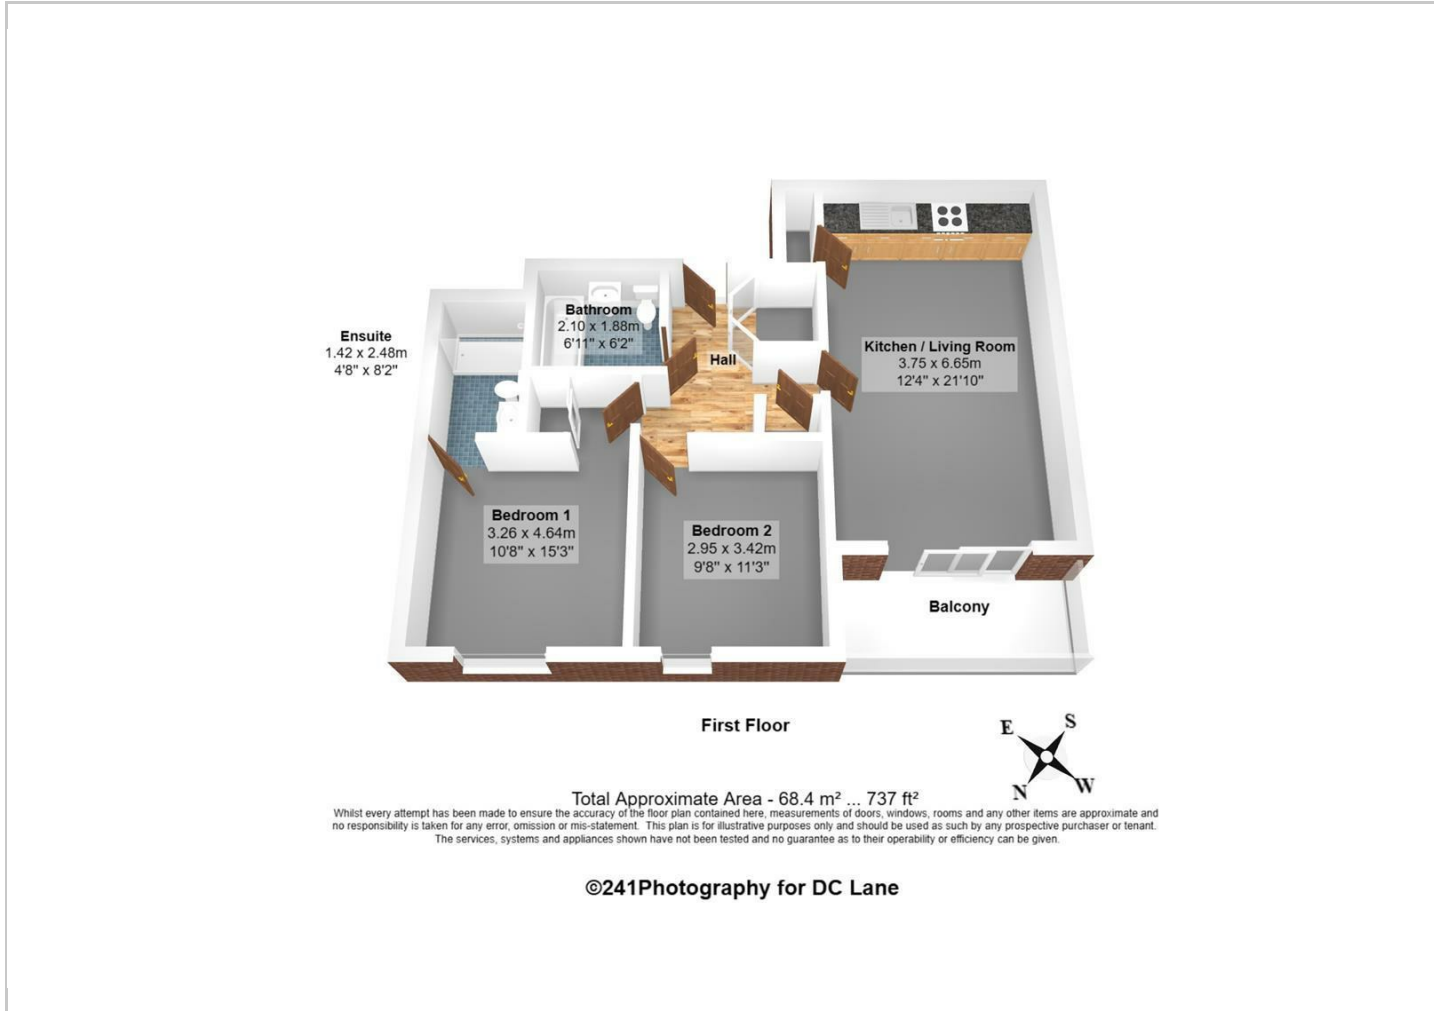 Ensuite
1.42 x 2.48m
4'8" x 8'2"
Bathroom
2.10 x 1.88m
6'11" x 6'2"
Hall
Kitchen / Living Room
3.75 x 6.65m
12'4" x 21'10"
Bedroom 1
3.26 x 4.64m
10'8" x 15'3"
Bedroom 2
2.95 x 3.42m
9'8" x 11'3"
Balcony
First Floor
E S
N W
Total Approximate Area - 68.4 m² ... 737 ft²
Whilst every attempt has been made to ensure the accuracy of the floor plan contained here, measurements of doors, windows, rooms and any other items are approximate and
no responsibility is taken for any error, omission or mis-statement. This plan is for illustrative purposes only and should be used as such by any prospective purchaser or tenant.
The services, systems and appliances shown have not been tested and no guarantee as to their operability or efficiency can be given.
©241Photography for DC Lane